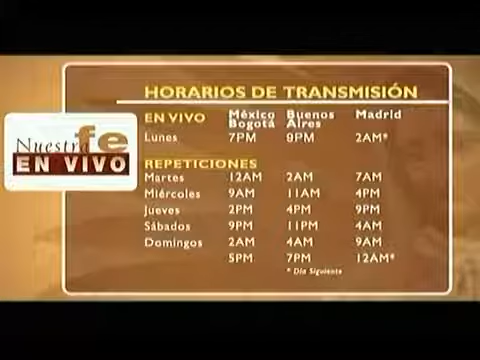 HORARIOS DE TRANSMISIÓN
Nuestra fe
EN VIVO
EN VIVO México Bogotá Buenos Aires Madrid
Lunes 7PM 9PM 2AM*
REPETICIONES
Martes 12AM 2AM 7AM
Miércoles 9AM 11AM 4PM
Jueves 2PM 4PM 9PM
Sábados 9PM 11PM 4AM
Domingos 2AM 4AM 9AM
5PM 7PM 12AM*
* Día Siguiente